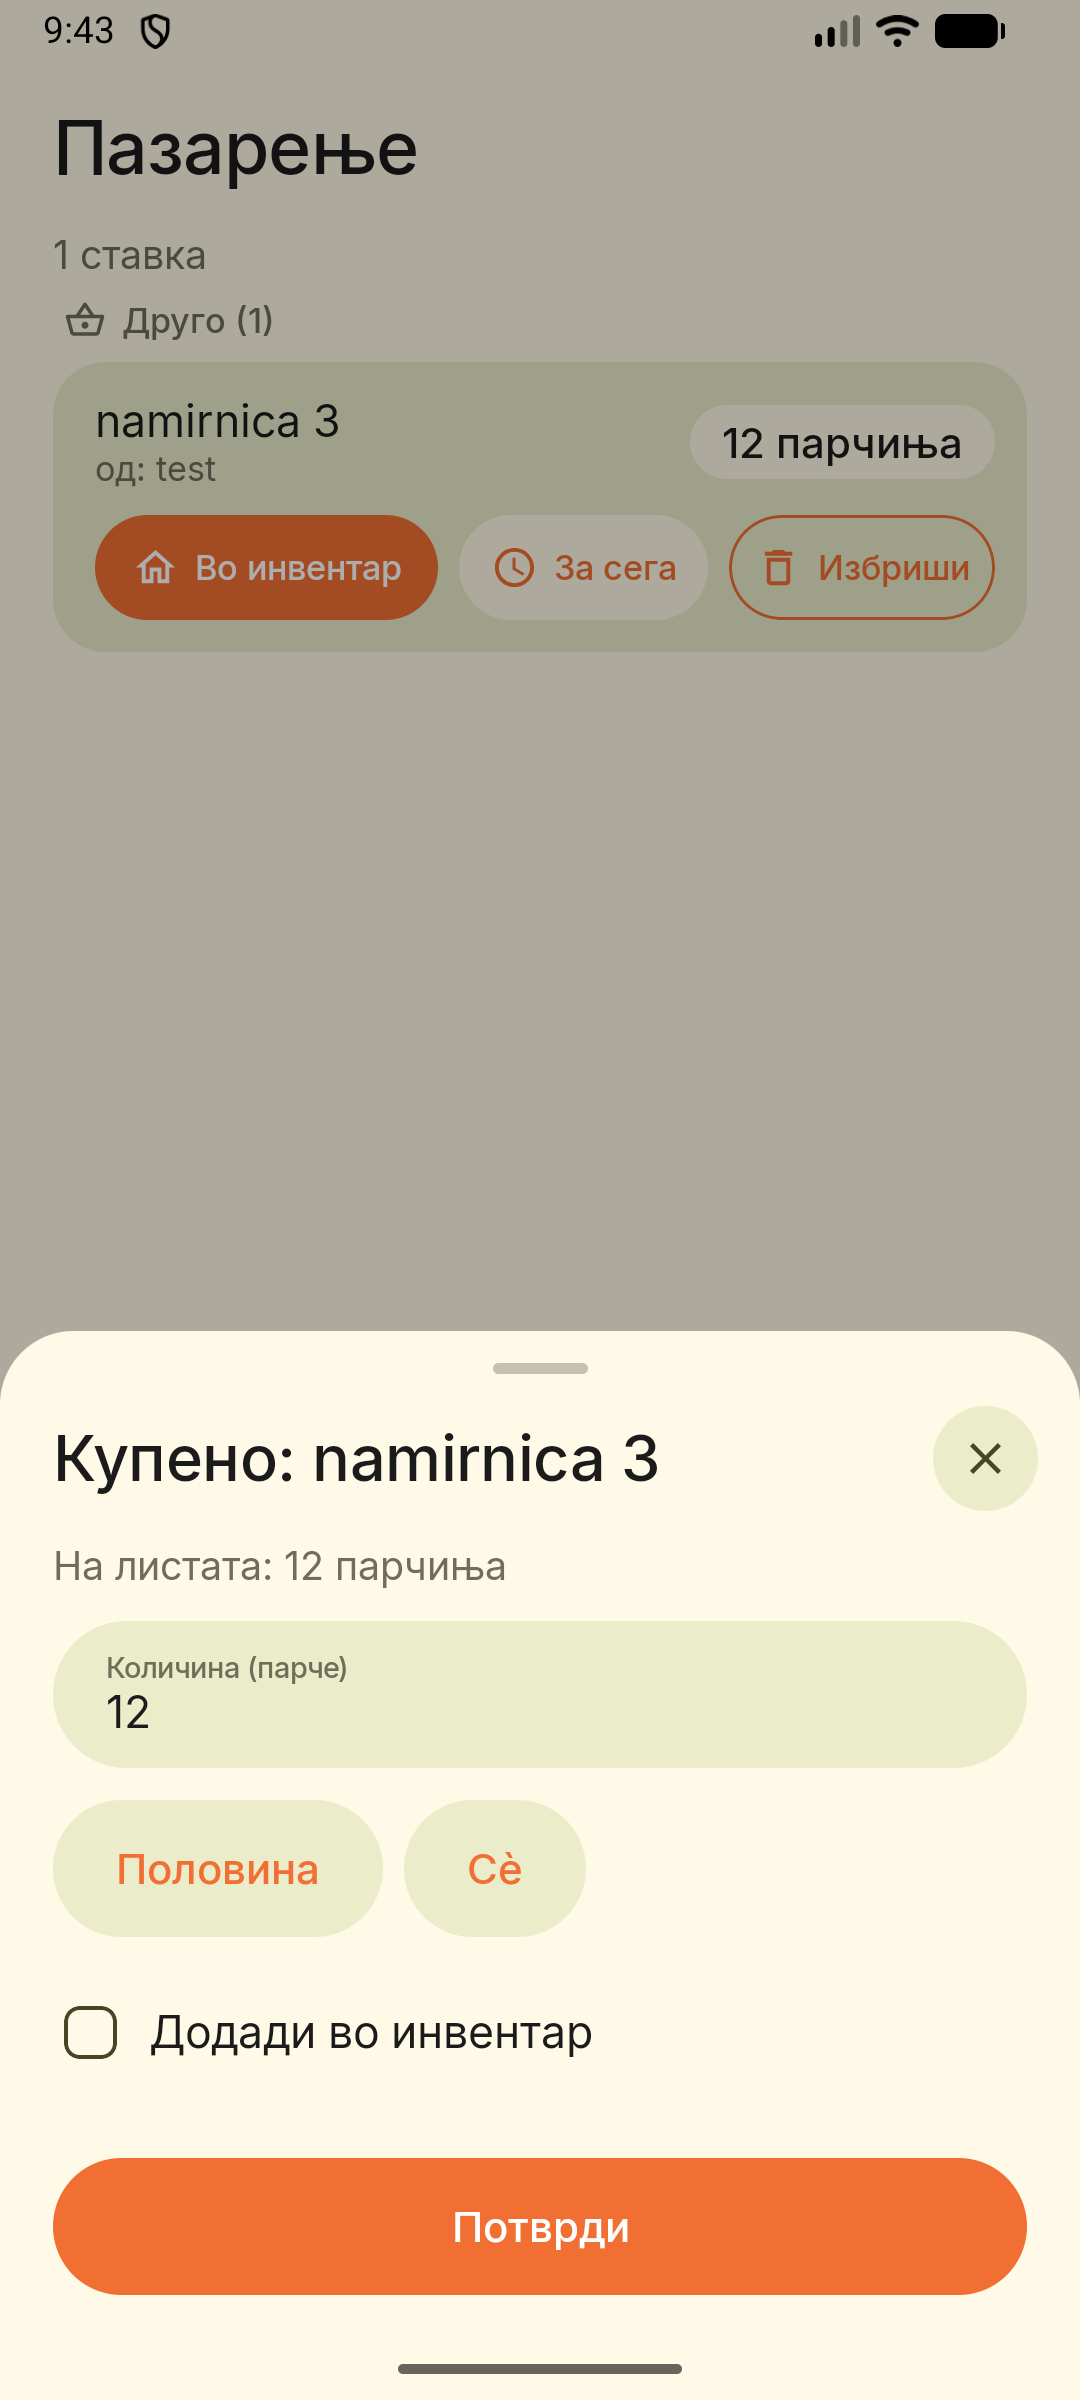 9:43
Пазарење
1 ставка
Друго (1)
namirnica 3
12 парчиња
од: test
Во инвентар
За сега
Избриши
Купено: namirnica 3
На листата: 12 парчиња
Количина (парче)
12
Половина
Сѐ
Додади во инвентар
Потврди